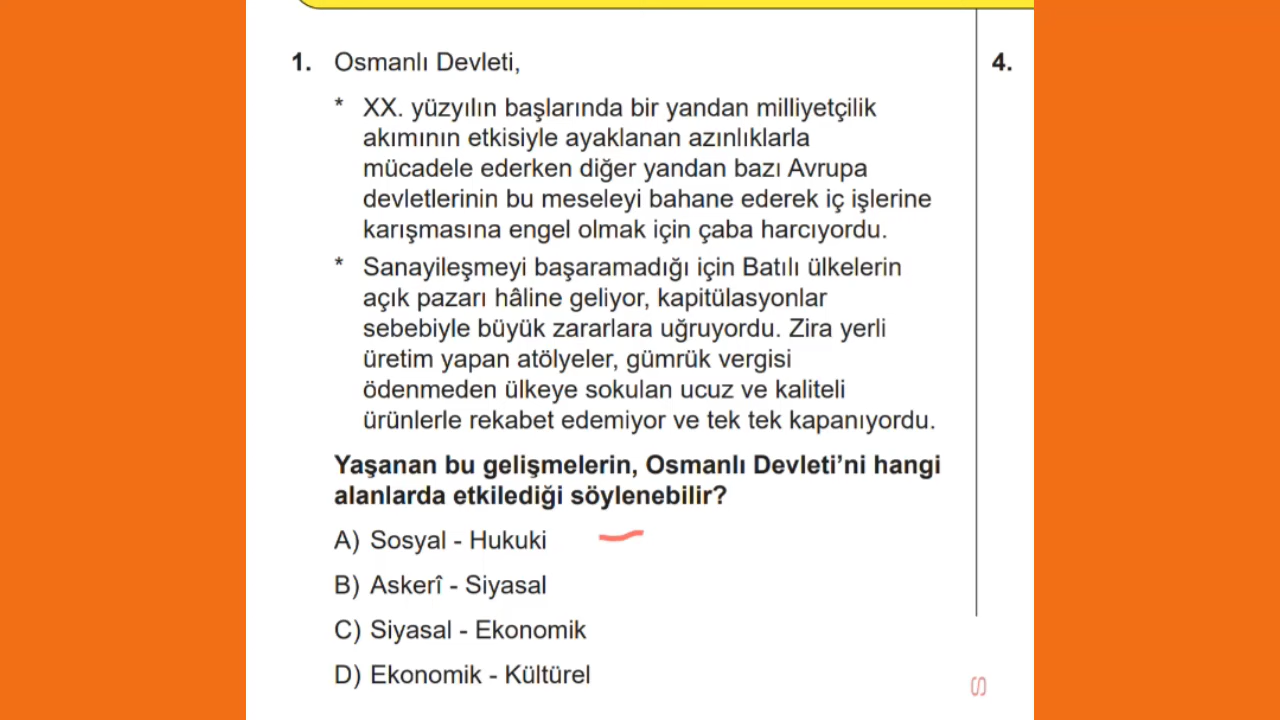 1. Osmanlı Devleti,
* XX. yüzyılın başlarında bir yandan milliyetçilik
akımının etkisiyle ayaklanan azınlıklarla
mücadele ederken diğer yandan bazı Avrupa
devletlerinin bu meseleyi bahane ederek iç işlerine
karışmasına engel olmak için çaba harcıyordu.
* Sanayileşmeyi başaramadığı için Batılı ülkelerin
açık pazarı hâline geliyor, kapitülasyonlar
sebebiyle büyük zararlara uğruyordu. Zira yerli
üretim yapan atölyeler, gümrük vergisi
ödenmeden ülkeye sokulan ucuz ve kaliteli
ürünlerle rekabet edemiyor ve tek tek kapanıyordu.
Yaşanan bu gelişmelerin, Osmanlı Devleti’ni hangi
alanlarda etkilediği söylenebilir?
A) Sosyal - Hukuki
B) Askerî - Siyasal
C) Siyasal - Ekonomik
D) Ekonomik - Kültürel
4.
S